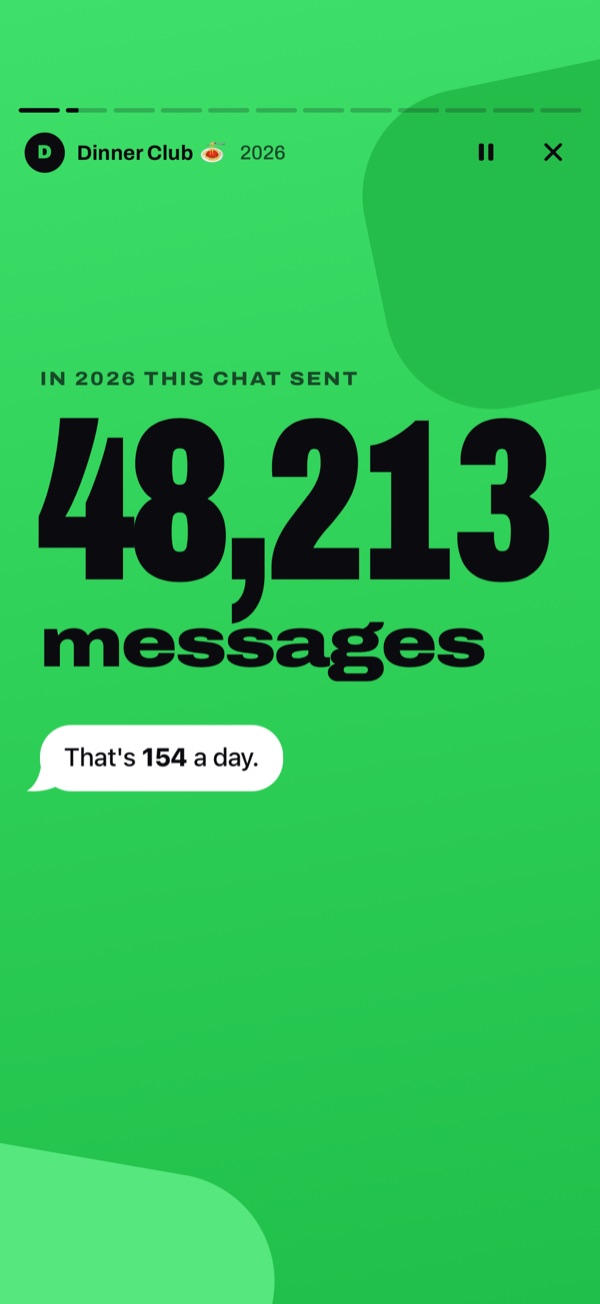 D Dinner Club 🍝 2026
IN 2026 THIS CHAT SENT
48,213
messages
That's 154 a day.